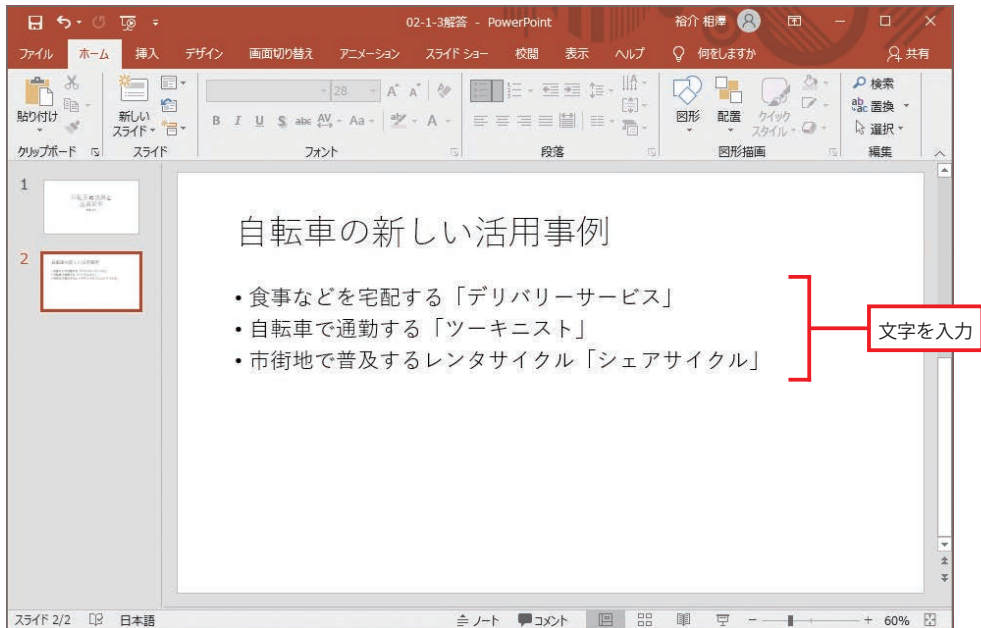 02-1-3解答 - PowerPoint
裕介 相澤
ファイル ホーム 挿入 デザイン 画面切り替え アニメーション スライド ショー 校閲 表示 ヘルプ 何をしますか 共有
貼り付け
新しい
スライド
28
A A
B I U S abc AV Aa A
図形 配置 クイック
スタイル
検索
置換
選択
クリップボード スライド フォント 段落 図形描画 編集
1
2
自転車の新しい活用事例
• 食事などを宅配する「デリバリーサービス」
• 自転車で通勤する「ツーキニスト」
• 市街地で普及するレンタサイクル「シェアサイクル」
文字を入力
スライド 2/2 日本語 ノート コメント 60%